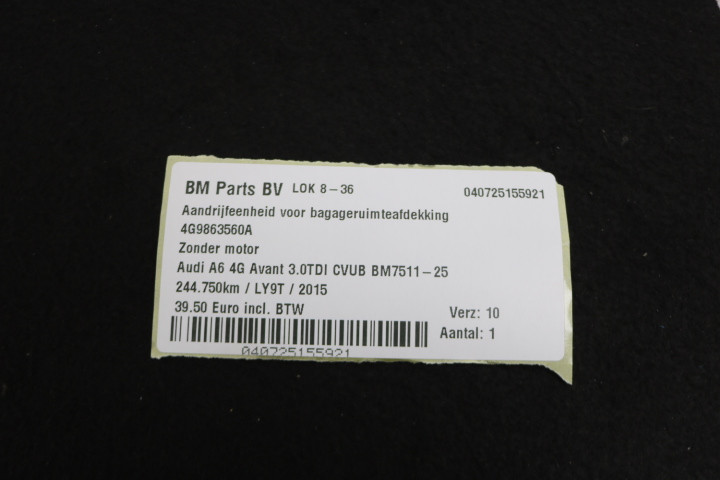 BM Parts BV LOK 8-36 040725155921
Aandrijfeenheid voor bagageruimteafdekking
4G9863560A
Zonder motor
Audi A6 4G Avant 3.0TDI CVUB BM7511-25
244.750km / LY9T / 2015
39.50 Euro incl. BTW Verz: 10
Aantal: 1
040725155921